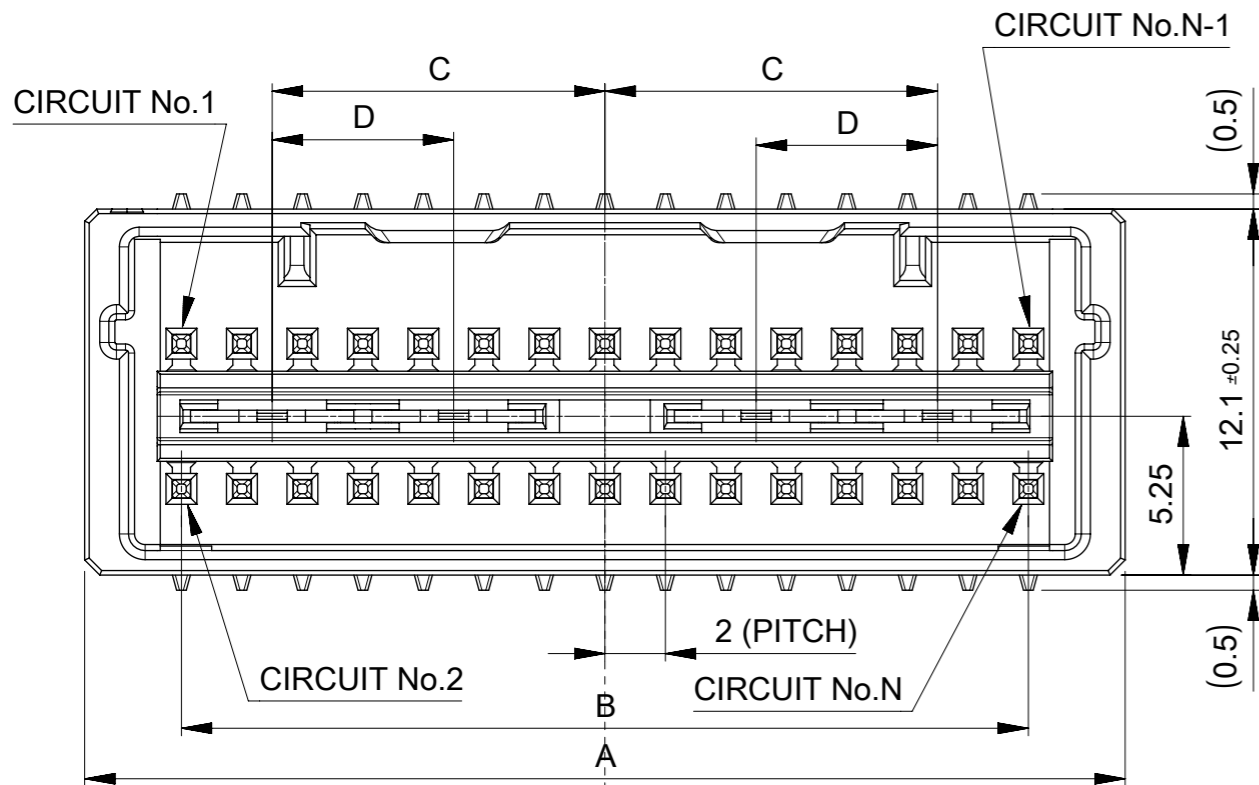 CIRCUIT No.N-1
C
C
(0.5)
CIRCUIT No.1
D
D
12.1 ±0.25
5.25
2 (PITCH)
(0.5)
CIRCUIT No.2
CIRCUIT No.N
B
A